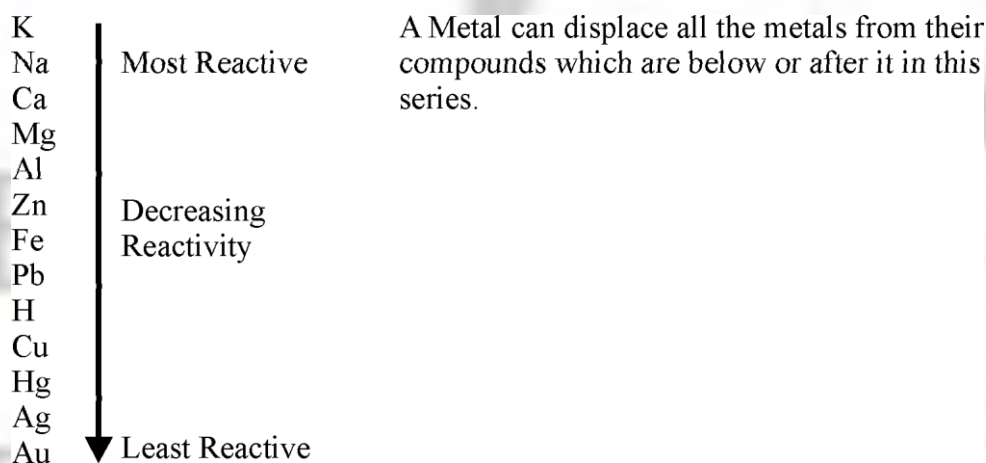 K
Na
Ca
Mg
Al
Zn
Fe
Pb
H
Cu
Hg
Ag
Au
Most Reactive
Decreasing
Reactivity
Least Reactive
A Metal can displace all the metals from their
compounds which are below or after it in this
series.